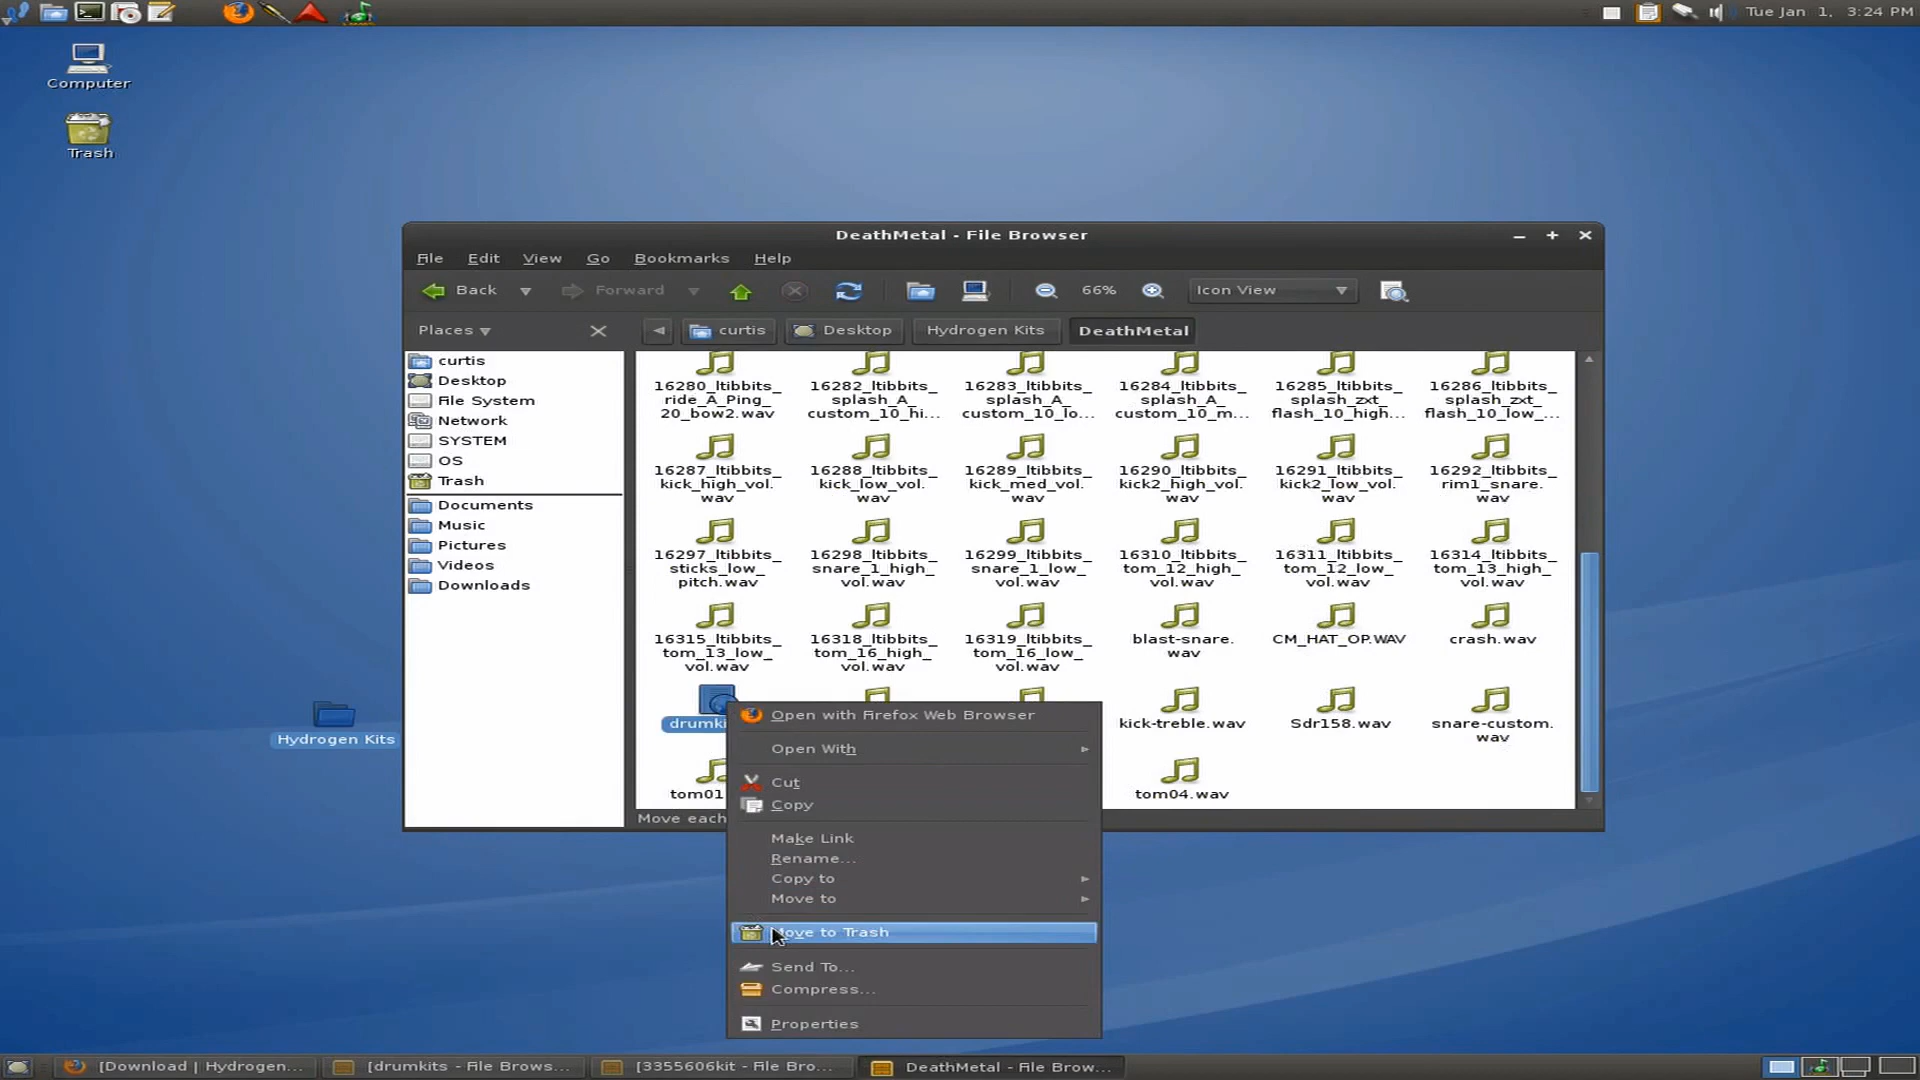 Tue Jan 1, 3:24 PM
Computer
Trash
DeathMetal - File Browser
File Edit View Go Bookmarks Help
Back Forward 66% Icon View
Places curtis Desktop Hydrogen Kits DeathMetal
curtis
Desktop
File System
Network
SYSTEM
OS
Trash
Documents
Music
Pictures
Videos
Downloads
16280_ltibbits_
ride_A_Ping_
20_bow2.wav
16282_ltibbits_
splash_A_
custom_10_hi...
16283_ltibbits_
splash_A_
custom_10_lo...
16284_ltibbits_
splash_A_
custom_10_m...
16285_ltibbits_
splash_zxt_
flash_10_high...
16286_ltibbits_
splash_zxt_
flash_10_low_...
16287_ltibbits_
kick_high_vol.
wav
16288_ltibbits_
kick_low_vol.
wav
16289_ltibbits_
kick_med_vol.
wav
16290_ltibbits_
kick2_high_vol.
wav
16291_ltibbits_
kick2_low_vol.
wav
16292_ltibbits_
rim1_snare.
wav
16297_ltibbits_
sticks_low_
pitch.wav
16298_ltibbits_
snare_1_high_
vol.wav
16299_ltibbits_
snare_1_low_
vol.wav
16310_ltibbits_
tom_12_high_
vol.wav
16311_ltibbits_
tom_12_low_
vol.wav
16314_ltibbits_
tom_13_high_
vol.wav
16315_ltibbits_
tom_13_low_
vol.wav
16318_ltibbits_
tom_16_high_
vol.wav
16319_ltibbits_
tom_16_low_
vol.wav
blast-snare.
wav
CM_HAT_OP.WAV
crash.wav
drumki
kick-treble.wav
Sdr158.wav
snare-custom.
wav
tom01
tom04.wav
Move each
Hydrogen Kits
Open with Firefox Web Browser
Open With
Cut
Copy
Make Link
Rename...
Copy to
Move to
ove to Trash
Send To...
Compress...
Properties
[Download | Hydrogen... [drumkits - File Brows... [3355606kit - File Bro... DeathMetal - File Brow...